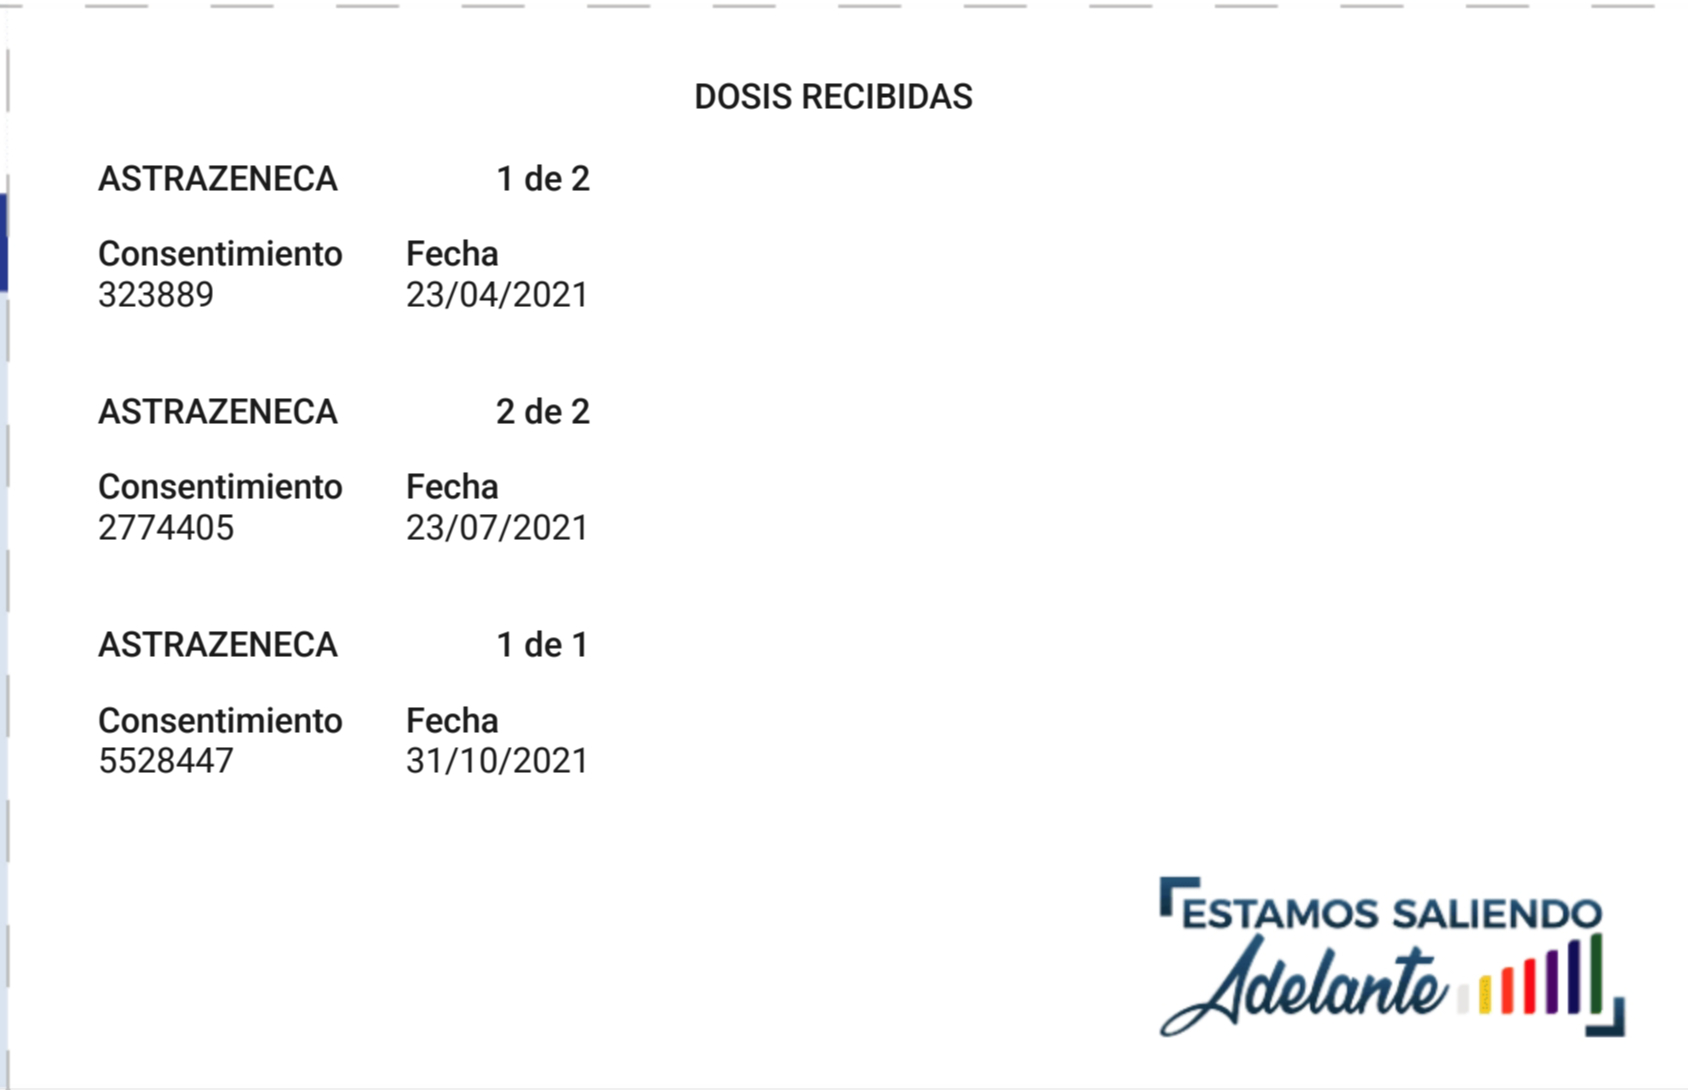 DOSIS RECIBIDAS
ASTRAZENECA 1 de 2
Consentimiento Fecha
323889 23/04/2021
ASTRAZENECA 2 de 2
Consentimiento Fecha
2774405 23/07/2021
ASTRAZENECA 1 de 1
Consentimiento Fecha
5528447 31/10/2021
ESTAMOS SALIENDO
Adelante